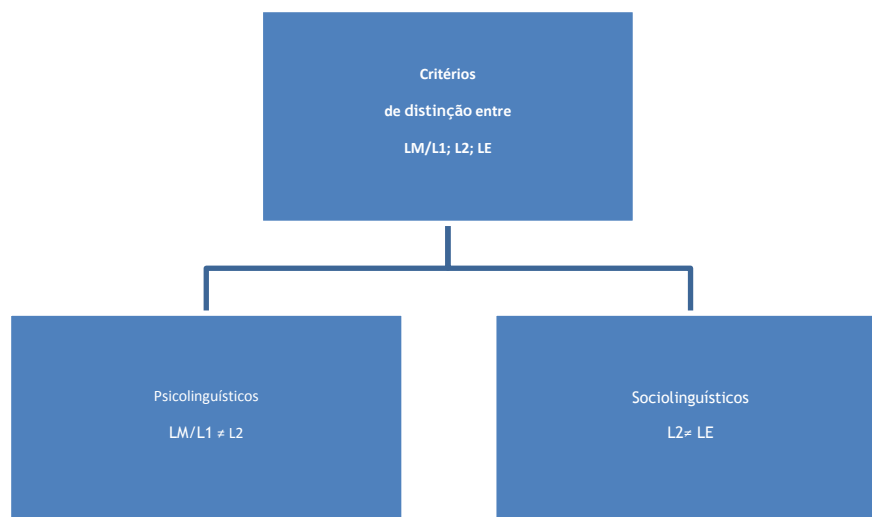 Critérios
de distinção entre
LM/L1; L2; LE
Psicolinguísticos
LM/L1 ≠ L2
Sociolinguísticos
L2≠ LE